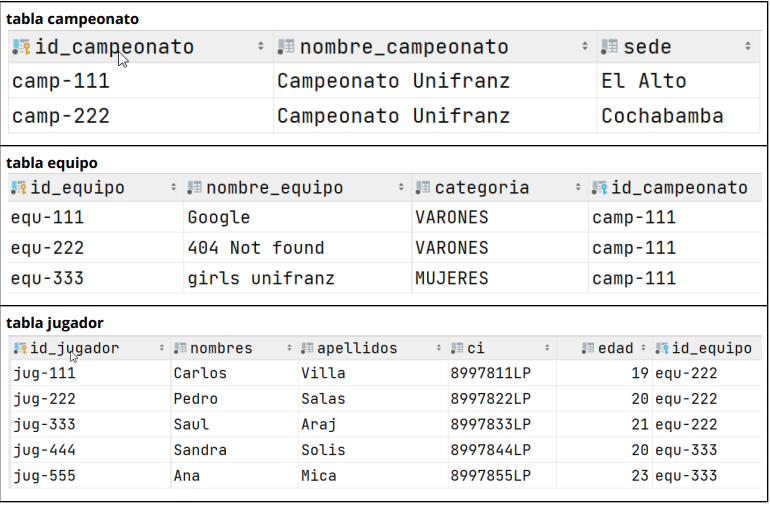 tabla campeonato
id_campeonato nombre_campeonato sede
camp-111 Campeonato Unifranz El Alto
camp-222 Campeonato Unifranz Cochabamba
tabla equipo
id_equipo nombre_equipo categoria id_campeonato
equ-111 Google VARONES camp-111
equ-222 404 Not found VARONES camp-111
equ-333 girls unifranz MUJERES camp-111
tabla jugador
id_jugador nombres apellidos ci edad id_equipo
jug-111 Carlos Villa 8997811LP 19 equ-222
jug-222 Pedro Salas 8997822LP 20 equ-222
jug-333 Saul Araj 8997833LP 21 equ-222
jug-444 Sandra Solis 8997844LP 20 equ-333
jug-555 Ana Mica 8997855LP 23 equ-333